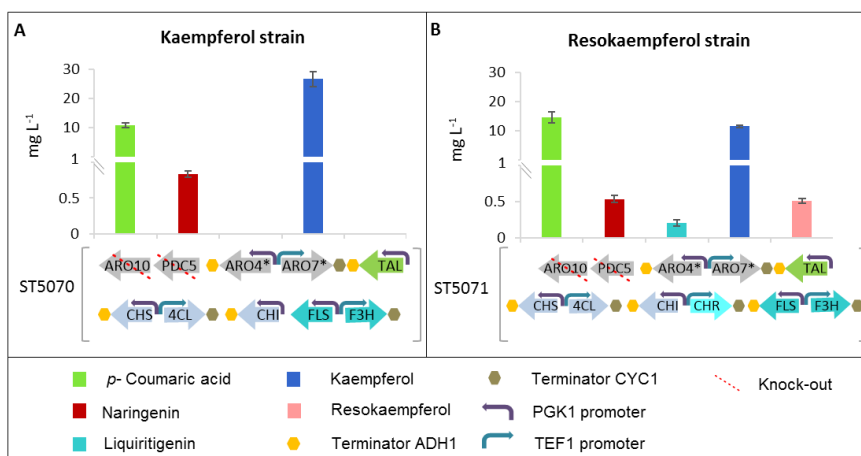 A
Kaempferol strain
mg L-1
30
20
10
1
0.5
0
ST5070
ARO10 PDC5 ARO4* ARO7* TAL
CHS 4CL CHI FLS F3H
B
Resokaempferol strain
mg L-1
30
20
10
1
0.5
0
ST5071
ARO10 PDC5 ARO4* ARO7* TAL
CHS 4CL CHI CHR FLS F3H
p- Coumaric acid
Kaempferol
Terminator CYC1
Knock-out
Naringenin
Resokaempferol
PGK1 promoter
Liquiritigenin
Terminator ADH1
TEF1 promoter